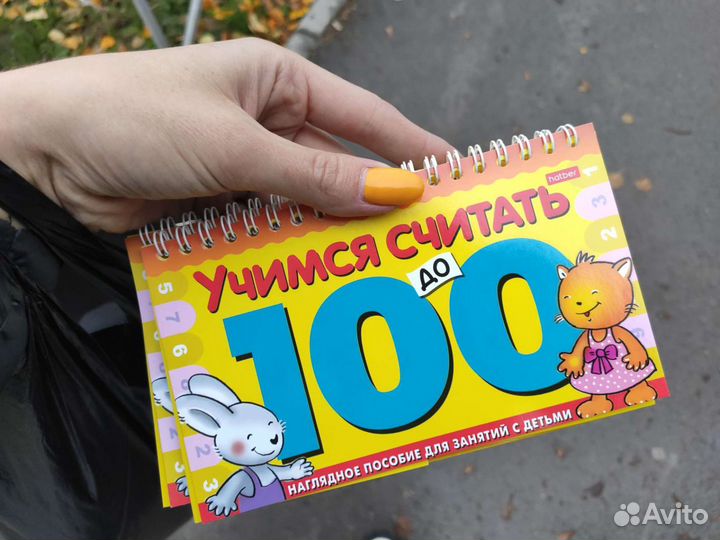 hatber
УЧИМСЯ СЧИТАТЬ
ДО
100
НАГЛЯДНОЕ ПОСОБИЕ ДЛЯ ЗАНЯТИЙ С ДЕТЬМИ
Avito